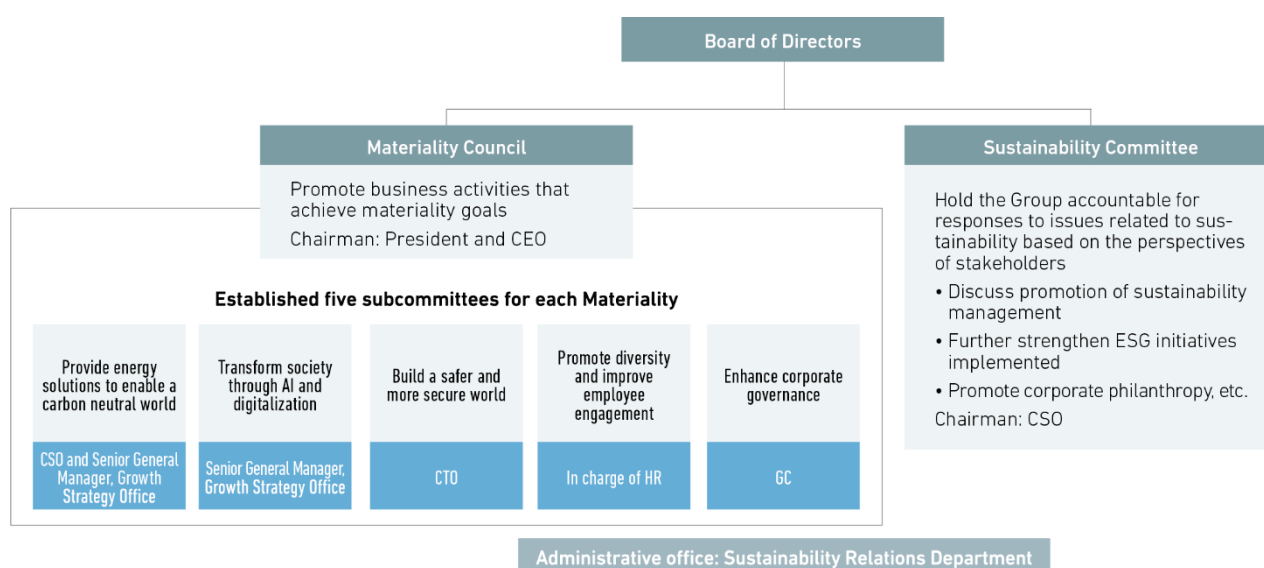 Board of Directors
Materiality Council
Promote business activities that
achieve materiality goals
Chairman: President and CEO
Established five subcommittees for each Materiality
Provide energy
solutions to enable a
carbon neutral world
CSO and Senior General
Manager, Growth
Strategy Office
Transform society
through AI and
digitalization
Senior General Manager,
Growth Strategy Office
Build a safer and
more secure world
CTO
Promote diversity
and improve
employee
engagement
In charge of HR
Enhance corporate
governance
GC
Sustainability Committee
Hold the Group accountable for
responses to issues related to sus-
tainability based on the perspectives
of stakeholders
• Discuss promotion of sustainability
management
• Further strengthen ESG initiatives
implemented
• Promote corporate philanthropy, etc.
Chairman: CSO
Administrative office: Sustainability Relations Department